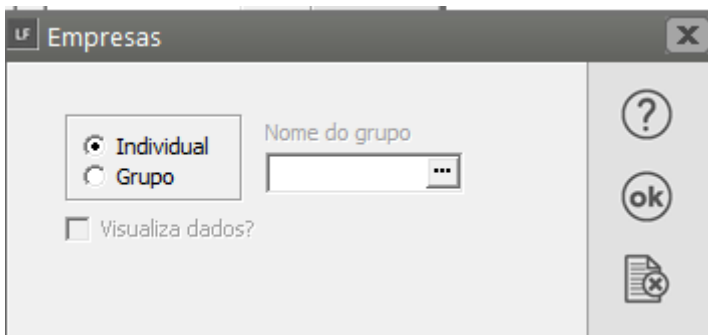 LF Empresas
Individual
Grupo
Nome do grupo
...
Visualiza dados?
?
ok